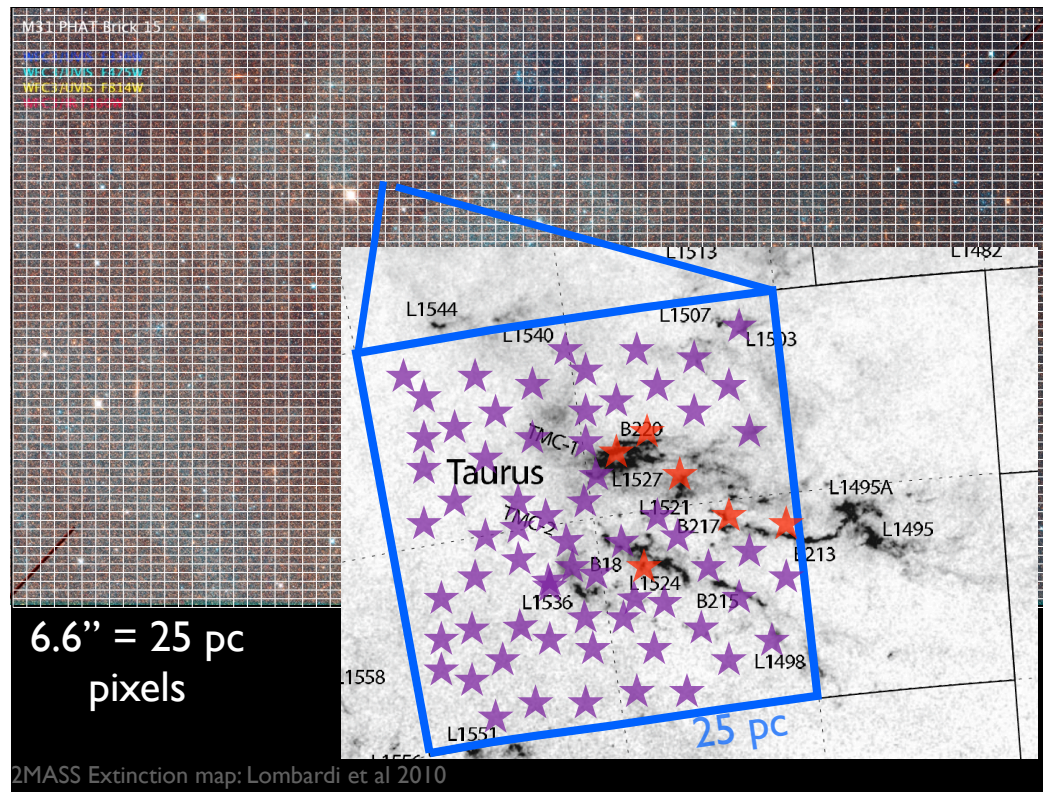 M31 PHAT Brick 15
WFC3/UVIS F475W
WFC3/UVIS F814W
L1513
L1482
L1544
L1507
L1540
L1503
B220
TMC-1
Taurus
L1527
L1495A
L1521
TMC-2
B217
L1495
B213
B18
L1524
L1536
B215
6.6” = 25 pc
pixels
L1498
L1558
25 pc
L1551
2MASS Extinction map: Lombardi et al 2010